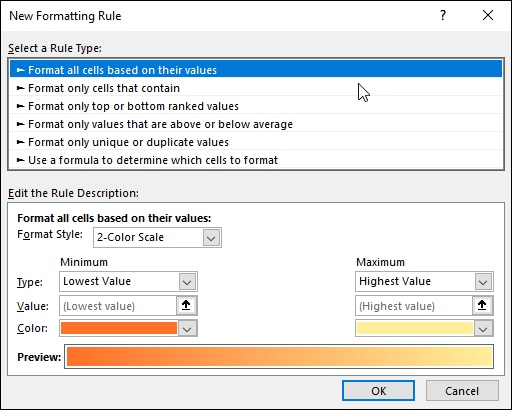 New Formatting Rule ? ×
Select a Rule Type:
► Format all cells based on their values
► Format only cells that contain
► Format only top or bottom ranked values
► Format only values that are above or below average
► Format only unique or duplicate values
► Use a formula to determine which cells to format
Edit the Rule Description:
Format all cells based on their values:
Format Style: 2-Color Scale
Minimum Maximum
Type: Lowest Value Highest Value
Value: (Lowest value) (Highest value)
Color:
Preview:
OK Cancel